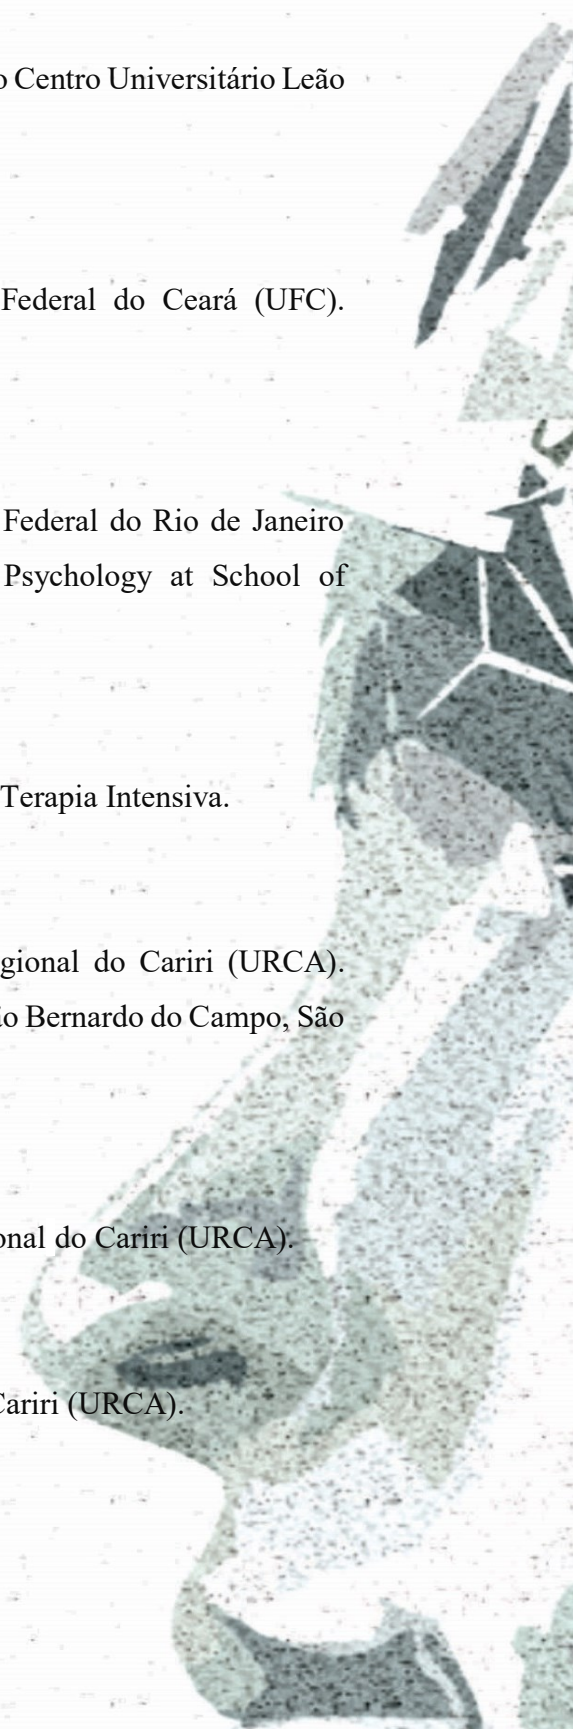 o Centro Universitário Leão
Federal do Ceará (UFC).
Federal do Rio de Janeiro
Psychology at School of
Terapia Intensiva.
gional do Cariri (URCA).
ão Bernardo do Campo, São
onal do Cariri (URCA).
Cariri (URCA).